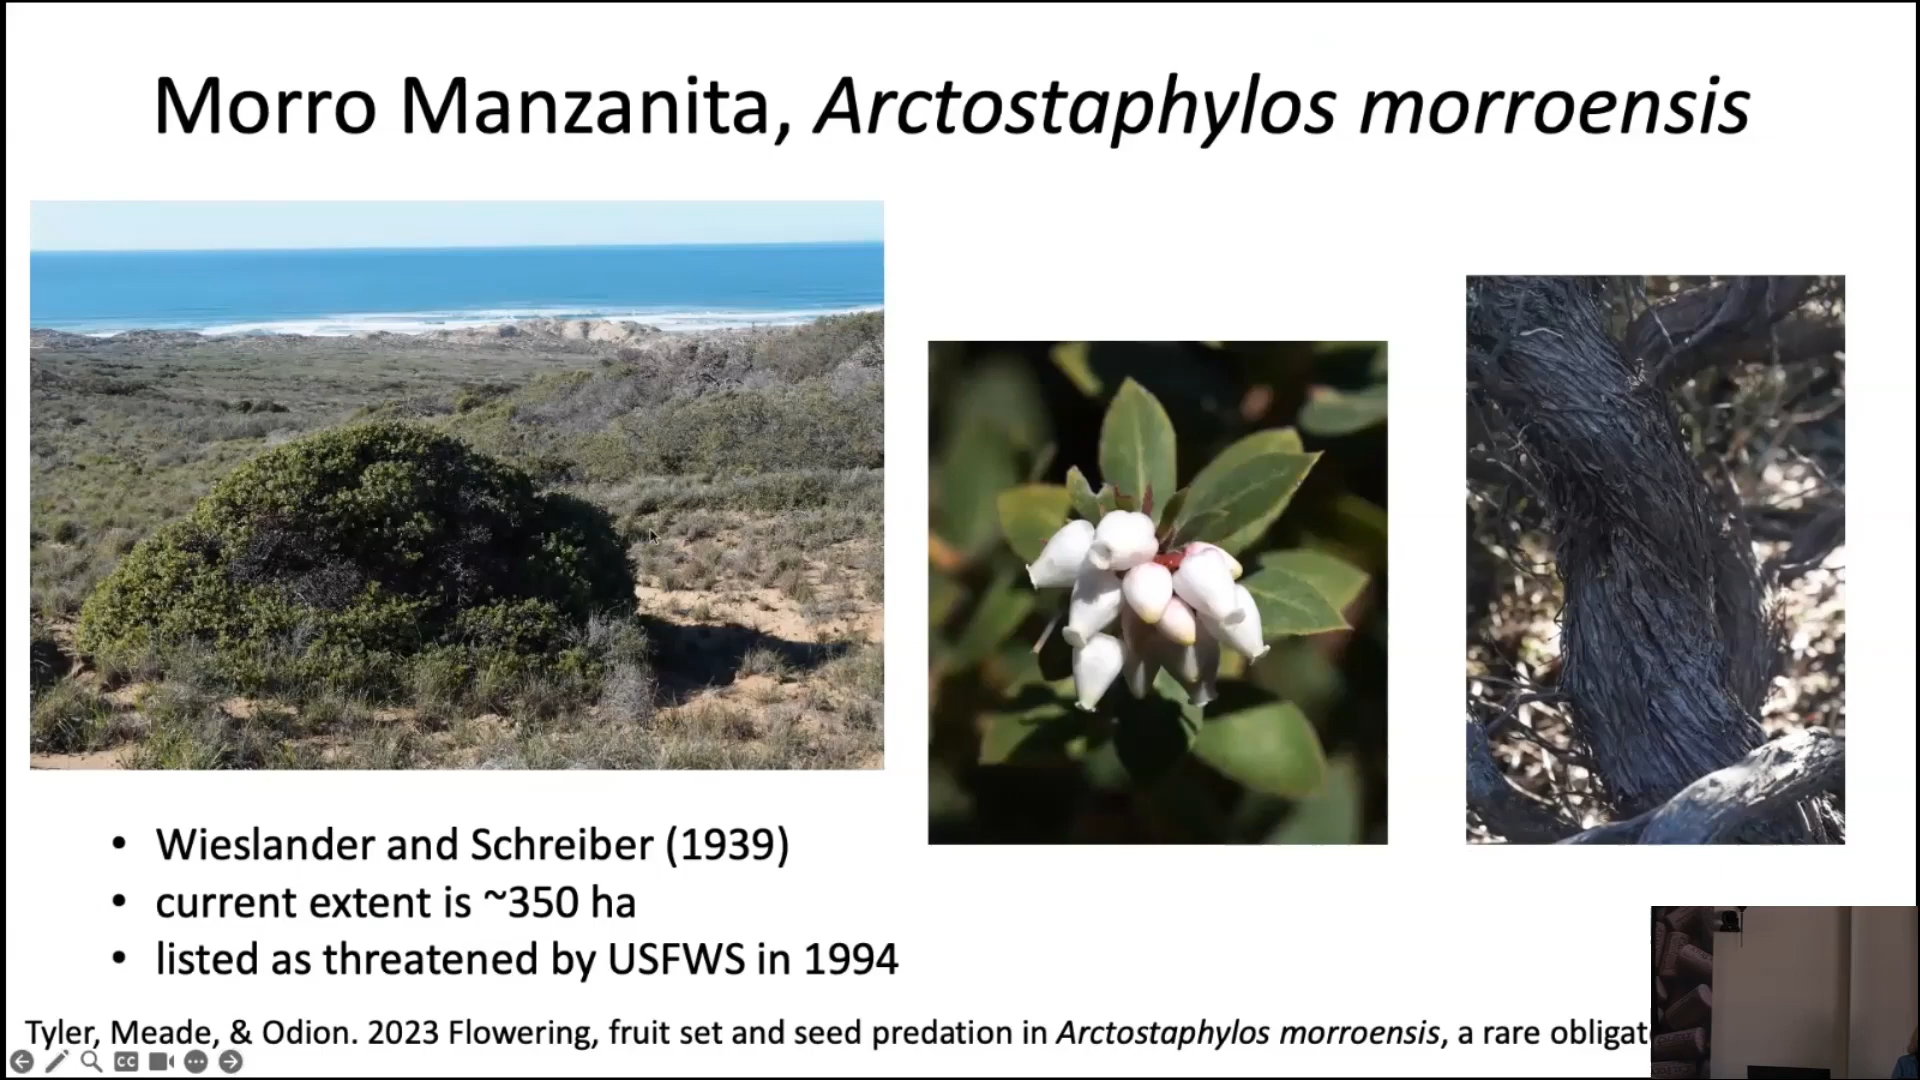 Morro Manzanita, Arctostaphylos morroensis
• Wieslander and Schreiber (1939)
• current extent is ~350 ha
• listed as threatened by USFWS in 1994
Tyler, Meade, & Odion. 2023 Flowering, fruit set and seed predation in Arctostaphylos morroensis, a rare obligat
CC